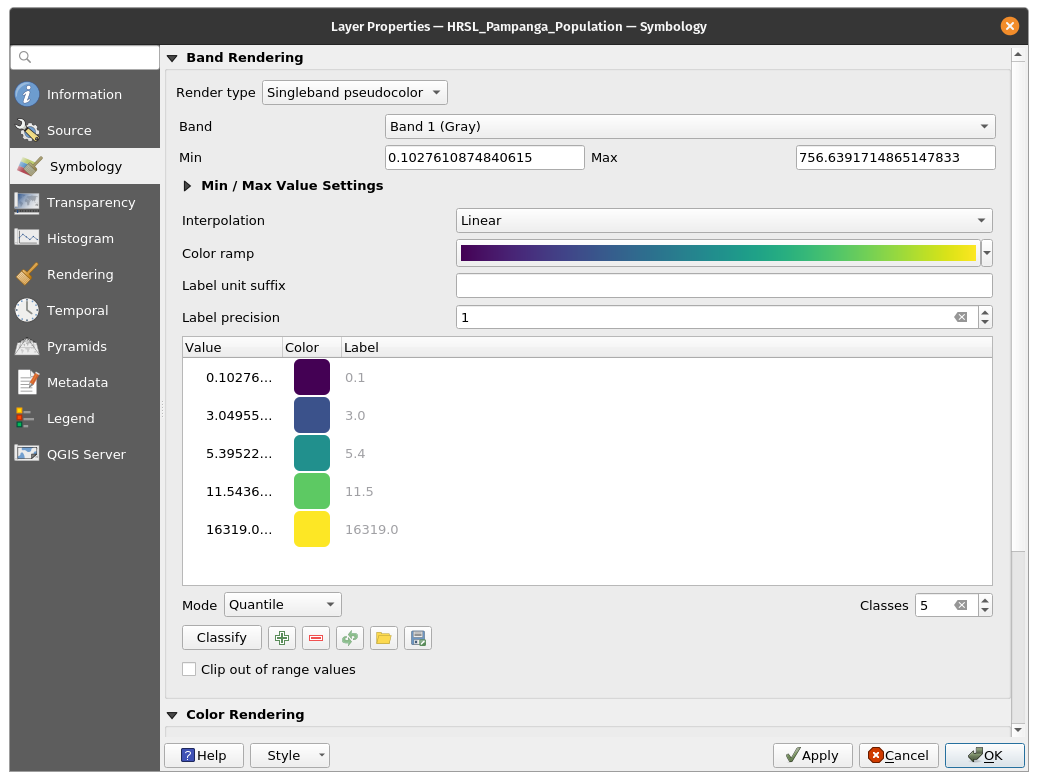 Layer Properties — HRSL_Pampanga_Population — Symbology
Information
Source
Symbology
Transparency
Histogram
Rendering
Temporal
Pyramids
Metadata
Legend
QGIS Server
Band Rendering
Render type Singleband pseudocolor
Band Band 1 (Gray)
Min 0.1027610874840615 Max 756.6391714865147833
Min / Max Value Settings
Interpolation Linear
Color ramp
Label unit suffix
Label precision 1
Value Color Label
0.10276... 0.1
3.04955... 3.0
5.39522... 5.4
11.5436... 11.5
16319.0... 16319.0
Mode Quantile Classes 5
Classify
Clip out of range values
Color Rendering
Help Style Apply Cancel OK